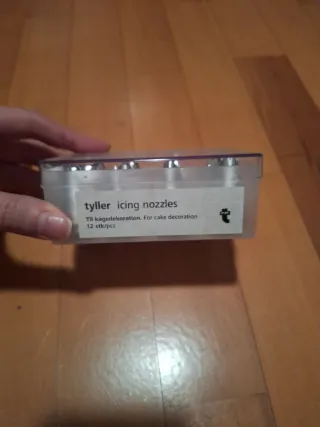 tyller icing nozzles
Til kagedekoration. For cake decoration
12 stk/pcs
t